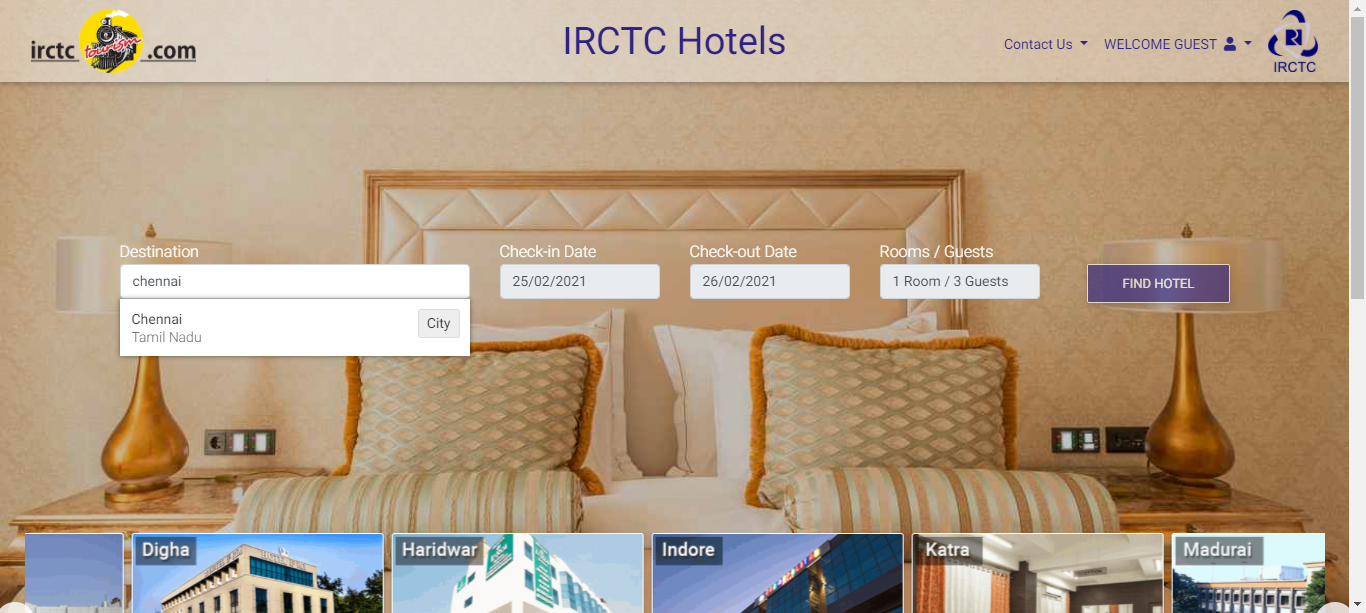 irctc tourism .com
IRCTC Hotels
Contact Us
WELCOME GUEST
IRCTC
Destination
Check-in Date
Check-out Date
Rooms / Guests
chennai
25/02/2021
26/02/2021
1 Room / 3 Guests
FIND HOTEL
Chennai
City
Tamil Nadu
Digha
Haridwar
Indore
Katra
Madurai